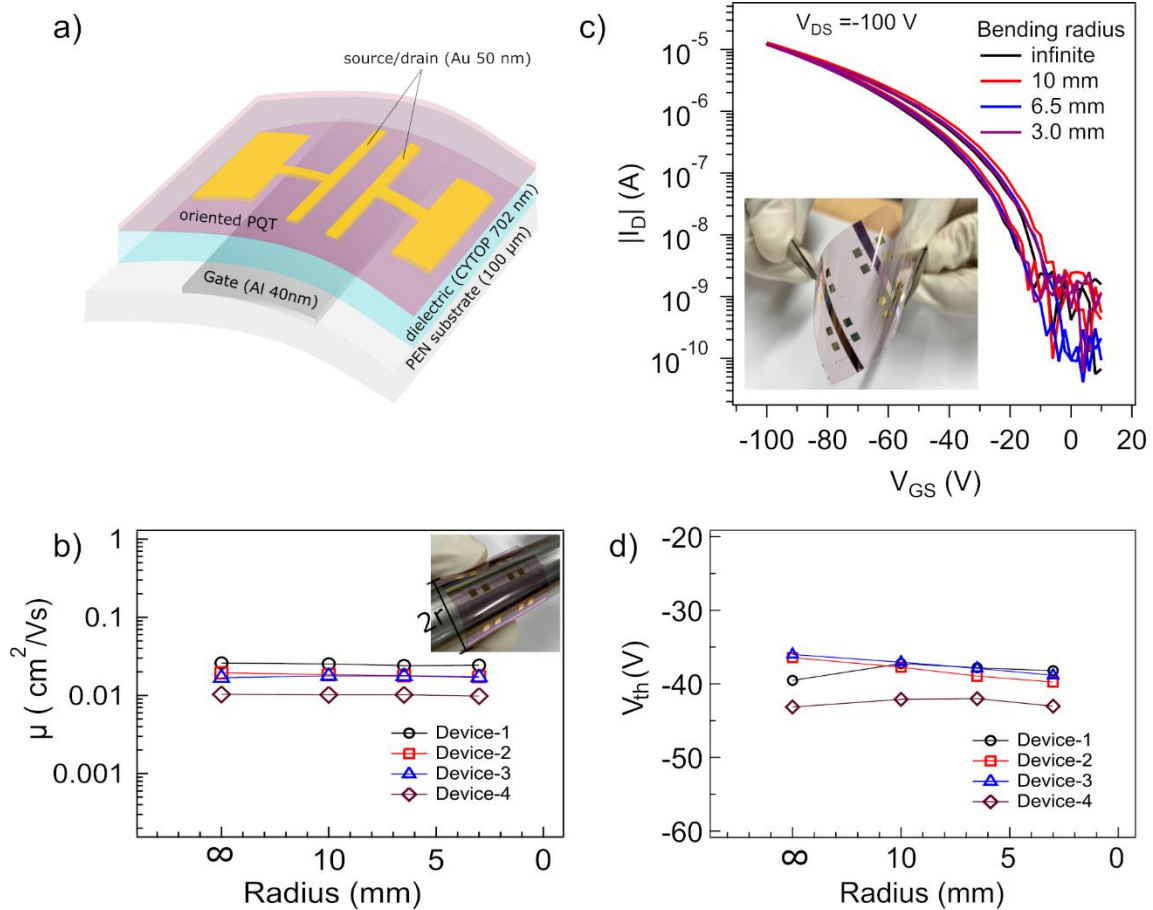 a)
source/drain (Au 50 nm)
oriented PQT
Gate (Al 40nm)
dielectric (CYTOP 702 nm)
PEN substrate (100 µm)
c)
V_DS =-100 V
Bending radius
infinite
10 mm
6.5 mm
3.0 mm
|I_D| (A)
10^-5
10^-6
10^-7
10^-8
10^-9
10^-10
-100 -80 -60 -40 -20 0 20
V_GS (V)
b)
µ ( cm^2/Vs)
1
0.1
0.01
0.001
2r
Device-1
Device-2
Device-3
Device-4
∞ 10 5 0
Radius (mm)
d)
V_th (V)
-20
-30
-40
-50
-60
Device-1
Device-2
Device-3
Device-4
∞ 10 5 0
Radius (mm)